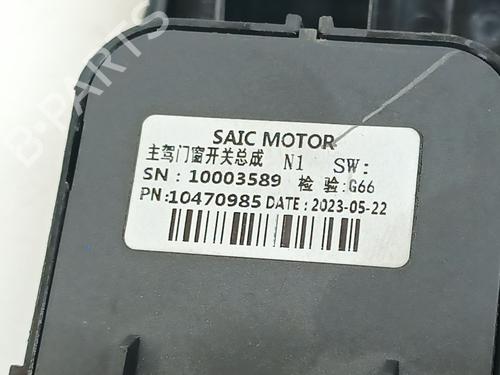 B-PARTS
SAIC MOTOR
主驾门窗开关总成 N1 SW:
SN : 10003589 检 验:G66
PN:10470985 DATE : 2023-05-22